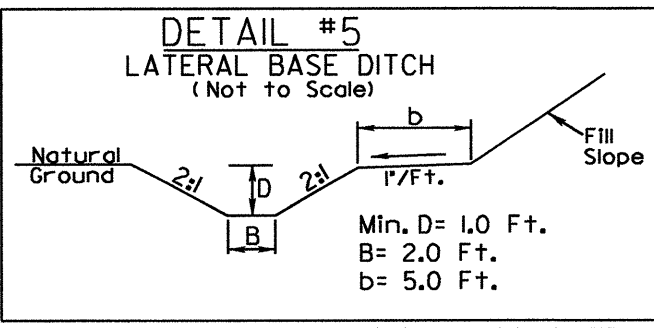 DETAIL #5
LATERAL BASE DITCH
(Not to Scale)
b
Natural
Ground
2:1
D
2:1
1"/Ft.
Fill
Slope
B
Min. D= 1.0 Ft.
B= 2.0 Ft.
b= 5.0 Ft.